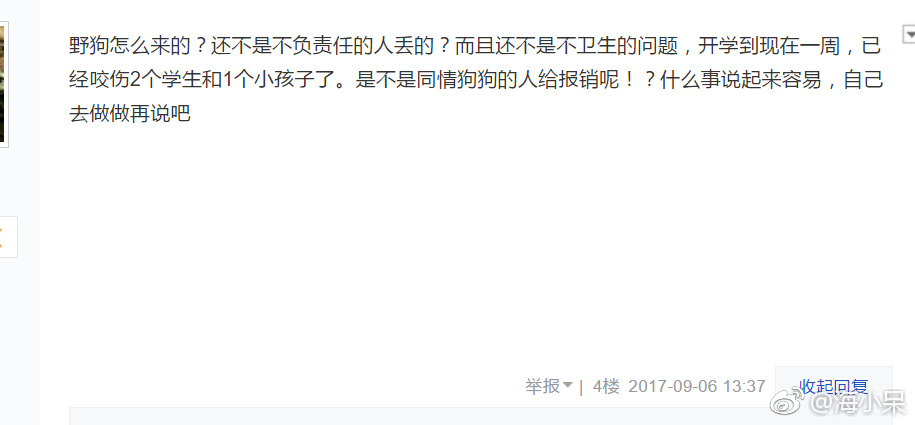 野狗怎么来的？还不是不负责任的人丢的？而且还不是不卫生的问题，开学到现在一周，已
经咬伤2个学生和1个小孩子了。是不是同情狗狗的人给报销呢！？什么事说起来容易，自己
去做做再说吧
举报 | 4楼 2017-09-06 13:37 收起回复
@海小呆